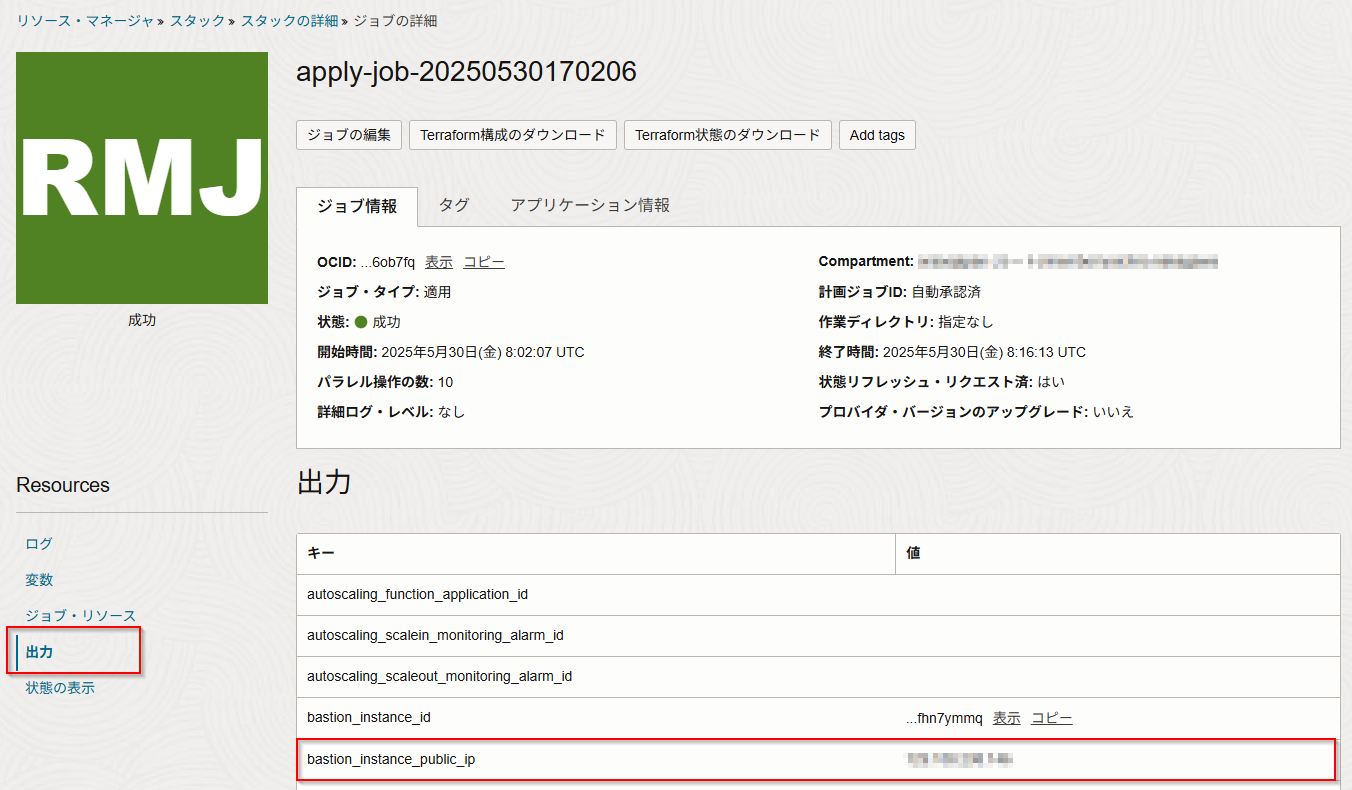 リソース・マネージャ » スタック » スタックの詳細 » ジョブの詳細
RMJ
成功
apply-job-20250530170206
ジョブの編集 Terraform構成のダウンロード Terraform状態のダウンロード Add tags
ジョブ情報 タグ アプリケーション情報
OCID: ...6ob7fq 表示 コピー
Compartment:
ジョブ・タイプ: 適用
計画ジョブID: 自動承認済
状態: 成功
作業ディレクトリ: 指定なし
開始時間: 2025年5月30日(金) 8:02:07 UTC
終了時間: 2025年5月30日(金) 8:16:13 UTC
パラレル操作の数: 10
状態リフレッシュ・リクエスト済: はい
詳細ログ・レベル: なし
プロバイダ・バージョンのアップグレード: いいえ
Resources
ログ
変数
ジョブ・リソース
出力
状態の表示
出力
キー 値
autoscaling_function_application_id
autoscaling_scalein_monitoring_alarm_id
autoscaling_scaleout_monitoring_alarm_id
bastion_instance_id ...fhn7ymmq 表示 コピー
bastion_instance_public_ip